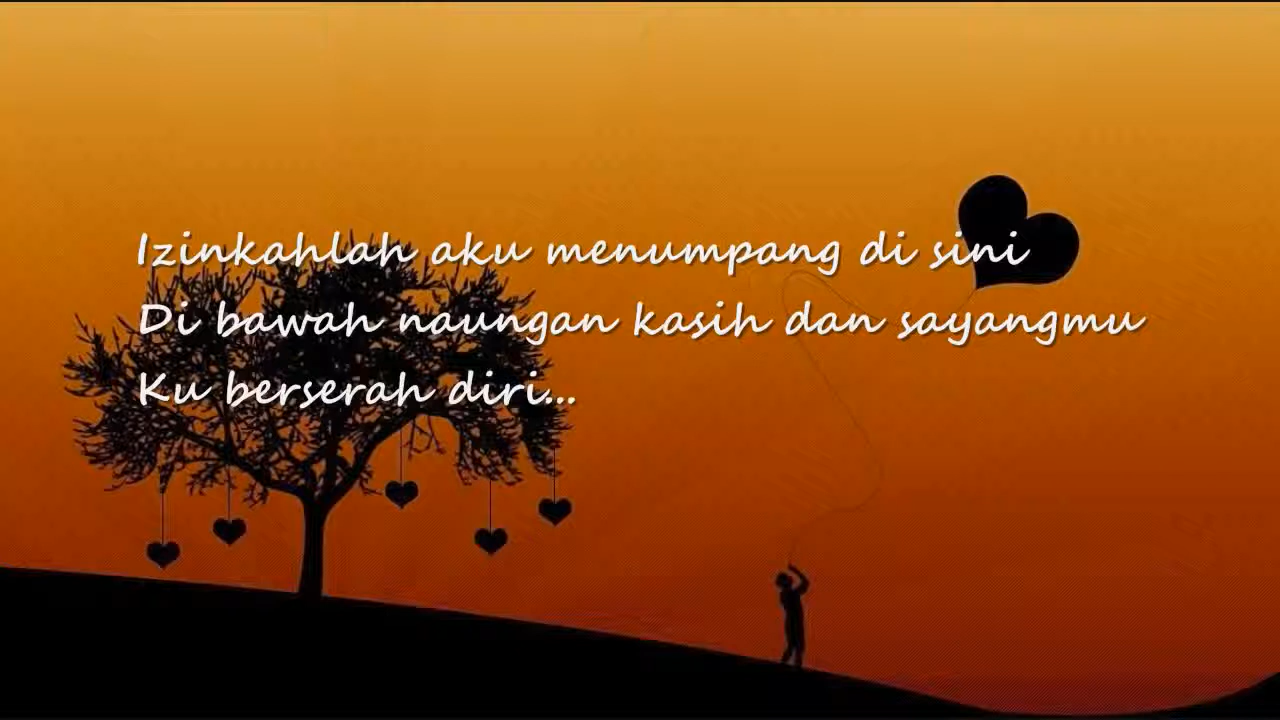 Izinkahlah aku menumpang di sini
Di bawah naungan kasih dan sayangmu
Ku berserah diri...